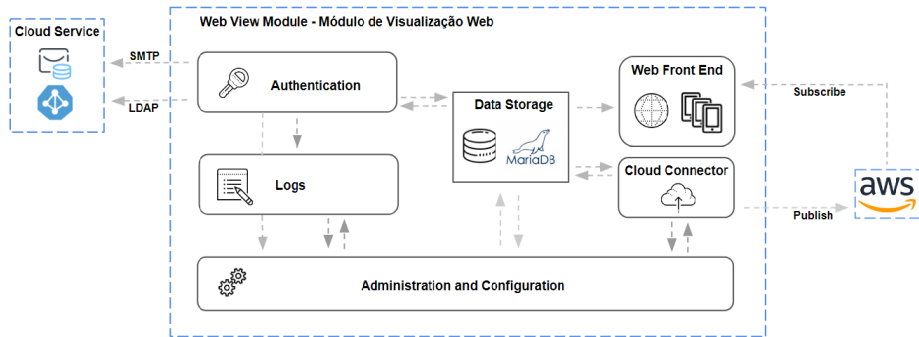 Web View Module - Módulo de Visualização Web
Cloud Service
SMTP
LDAP
Authentication
Logs
Data Storage
MariaDB
Web Front End
Cloud Connector
Subscribe
aws
Publish
Administration and Configuration